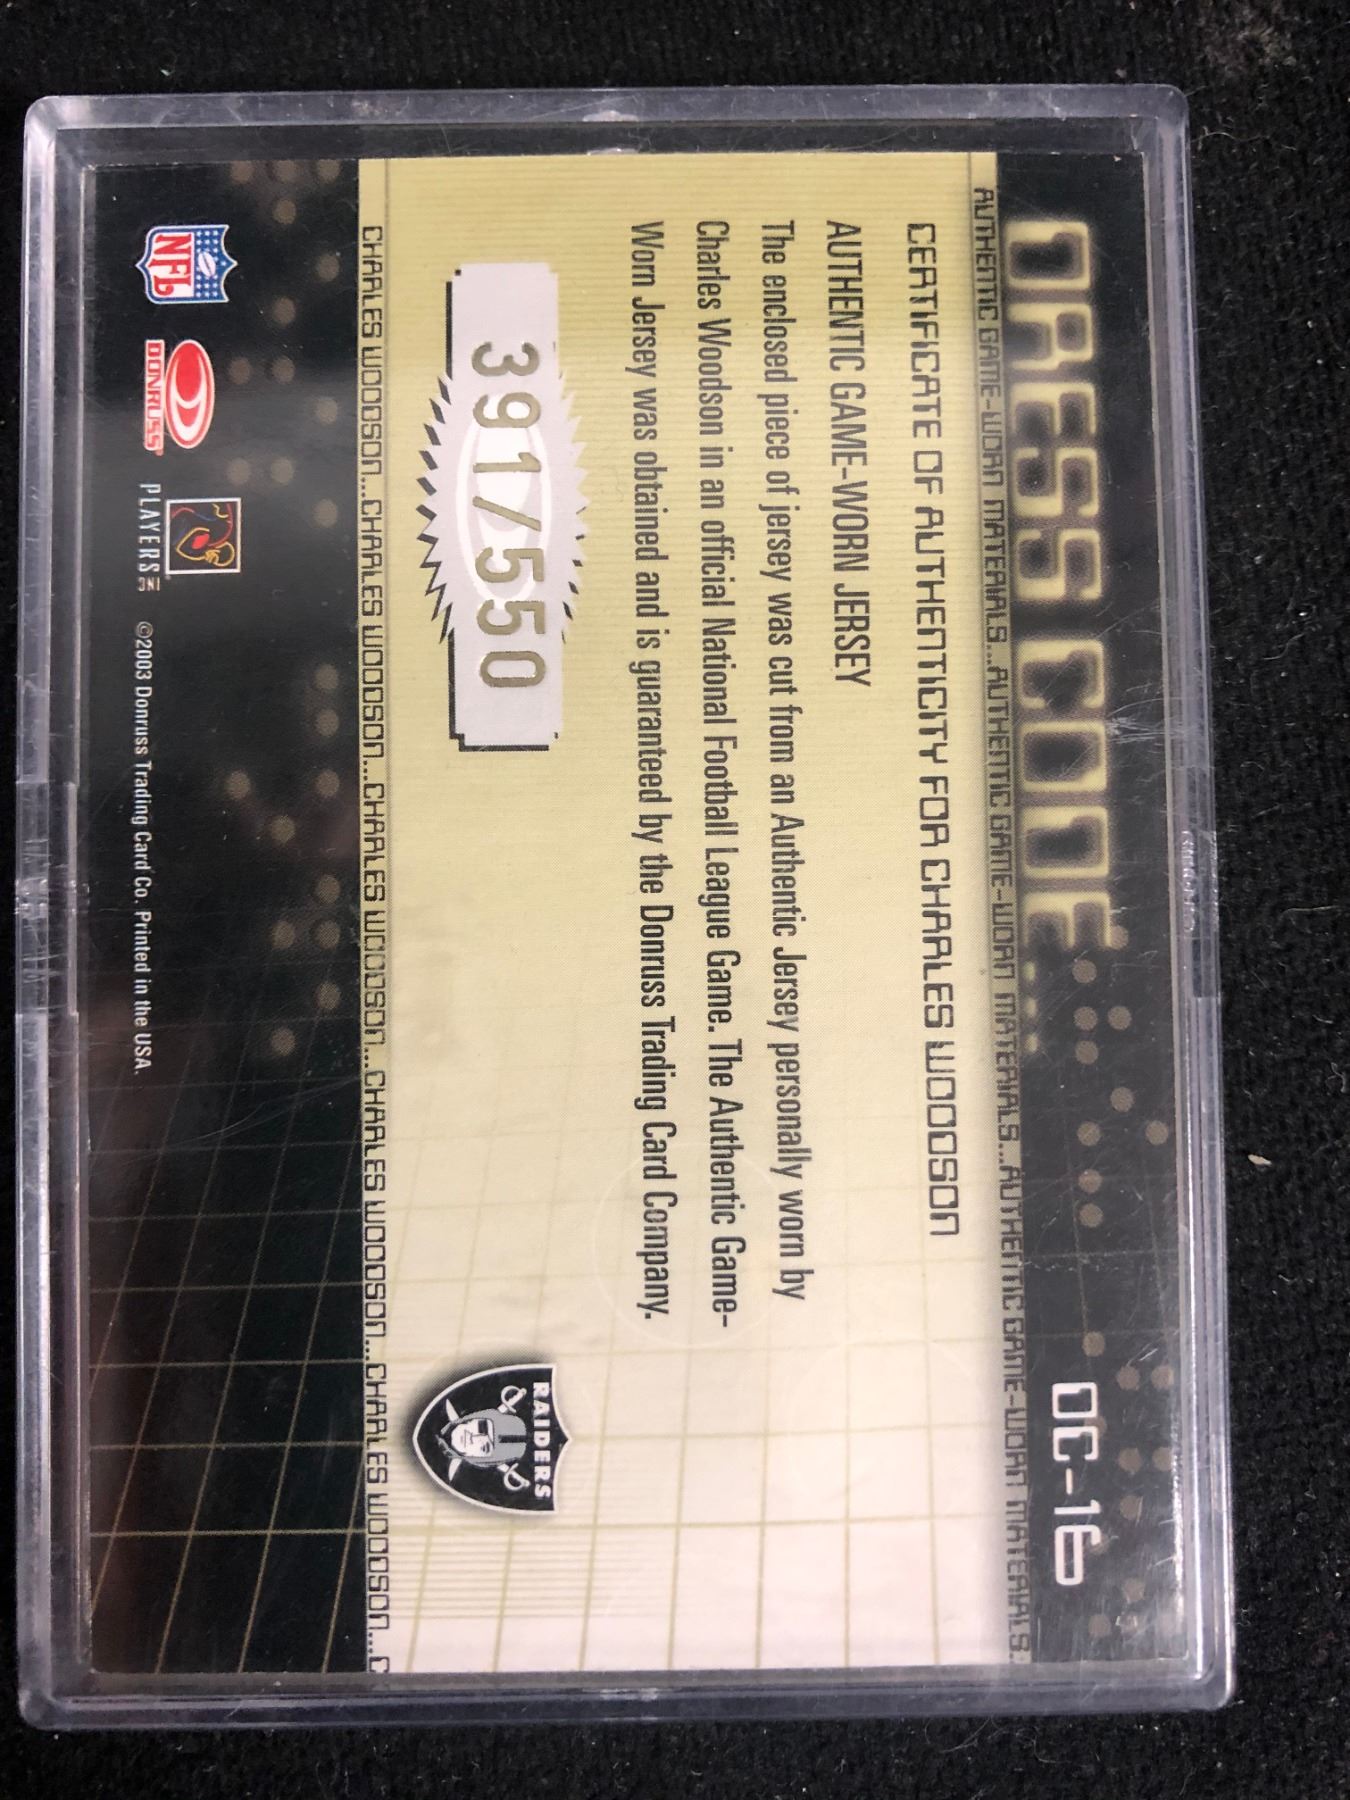 DRESS CODE DC-16
AUTHENTIC GAME-WORN MATERIALS...AUTHENTIC GAME-WORN MATERIALS...AUTHENTIC GAME-WORN MATERIALS
CERTIFICATE OF AUTHENTICITY FOR CHARLES WOODSON
AUTHENTIC GAME-WORN JERSEY
The enclosed piece of jersey was cut from an Authentic Jersey personally worn by
Charles Woodson in an official National Football League Game. The Authentic Game-
Worn Jersey was obtained and is guaranteed by the Donruss Trading Card Company.
391/550
RAIDERS
CHARLES WOODSON...CHARLES WOODSON...CHARLES WOODSON...CHARLES WOODSON...CHARLES WOODSON...C
NFL
DONRUSS
PLAYERS INC
©2003 Donruss Trading Card Co. Printed in the USA.